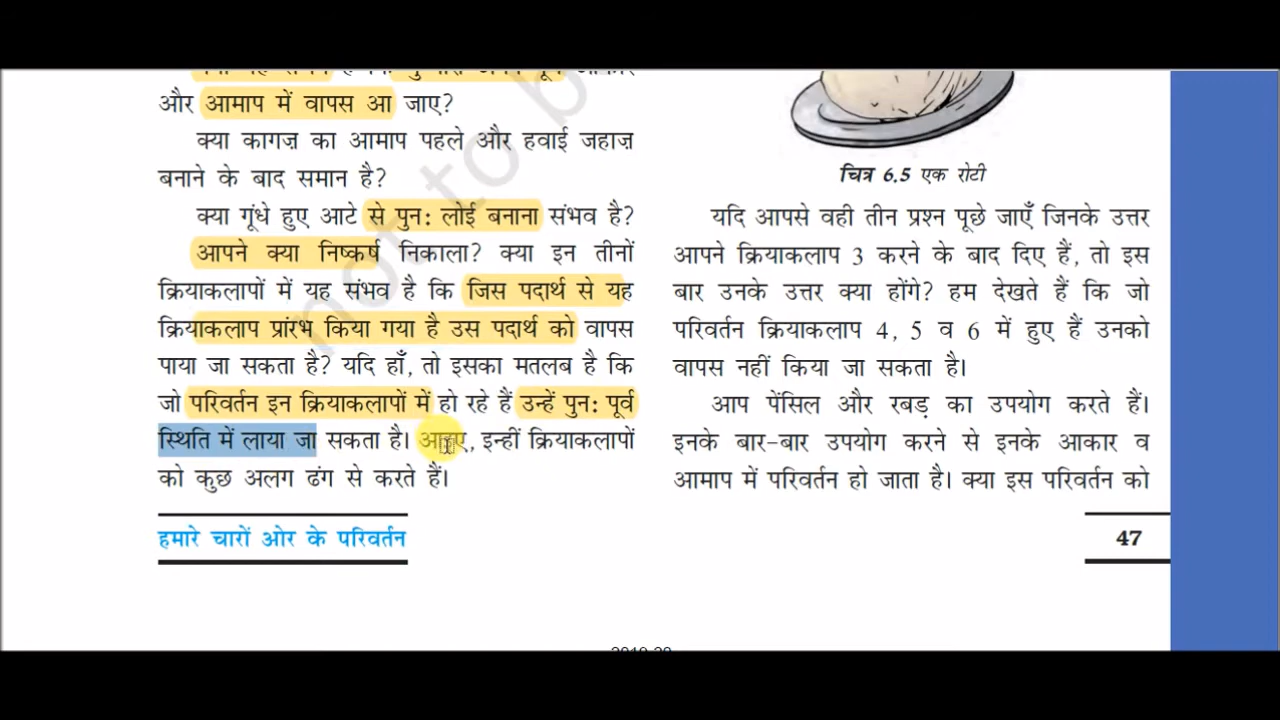 और आमाप में वापस आ जाए?
क्या कागज़ का आमाप पहले और हवाई जहाज़
बनाने के बाद समान है?
क्या गूंधे हुए आटे से पुन: लोई बनाना संभव है?
आपने क्या निष्कर्ष निकाला? क्या इन तीनों
क्रियाकलापों में यह संभव है कि जिस पदार्थ से यह
क्रियाकलाप प्रारंभ किया गया है उस पदार्थ को वापस
पाया जा सकता है? यदि हाँ, तो इसका मतलब है कि
जो परिवर्तन इन क्रियाकलापों में हो रहे हैं उन्हें पुन: पूर्व
स्थिति में लाया जा सकता है। आइए, इन्हीं क्रियाकलापों
को कुछ अलग ढंग से करते हैं।
हमारे चारों ओर के परिवर्तन
चित्र 6.5 एक रोटी
यदि आपसे वही तीन प्रश्न पूछे जाएँ जिनके उत्तर
आपने क्रियाकलाप 3 करने के बाद दिए हैं, तो इस
बार उनके उत्तर क्या होंगे? हम देखते हैं कि जो
परिवर्तन क्रियाकलाप 4, 5 व 6 में हुए हैं उनको
वापस नहीं किया जा सकता है।
आप पेंसिल और रबड़ का उपयोग करते हैं।
इनके बार-बार उपयोग करने से इनके आकार व
आमाप में परिवर्तन हो जाता है। क्या इस परिवर्तन को
47
not to b